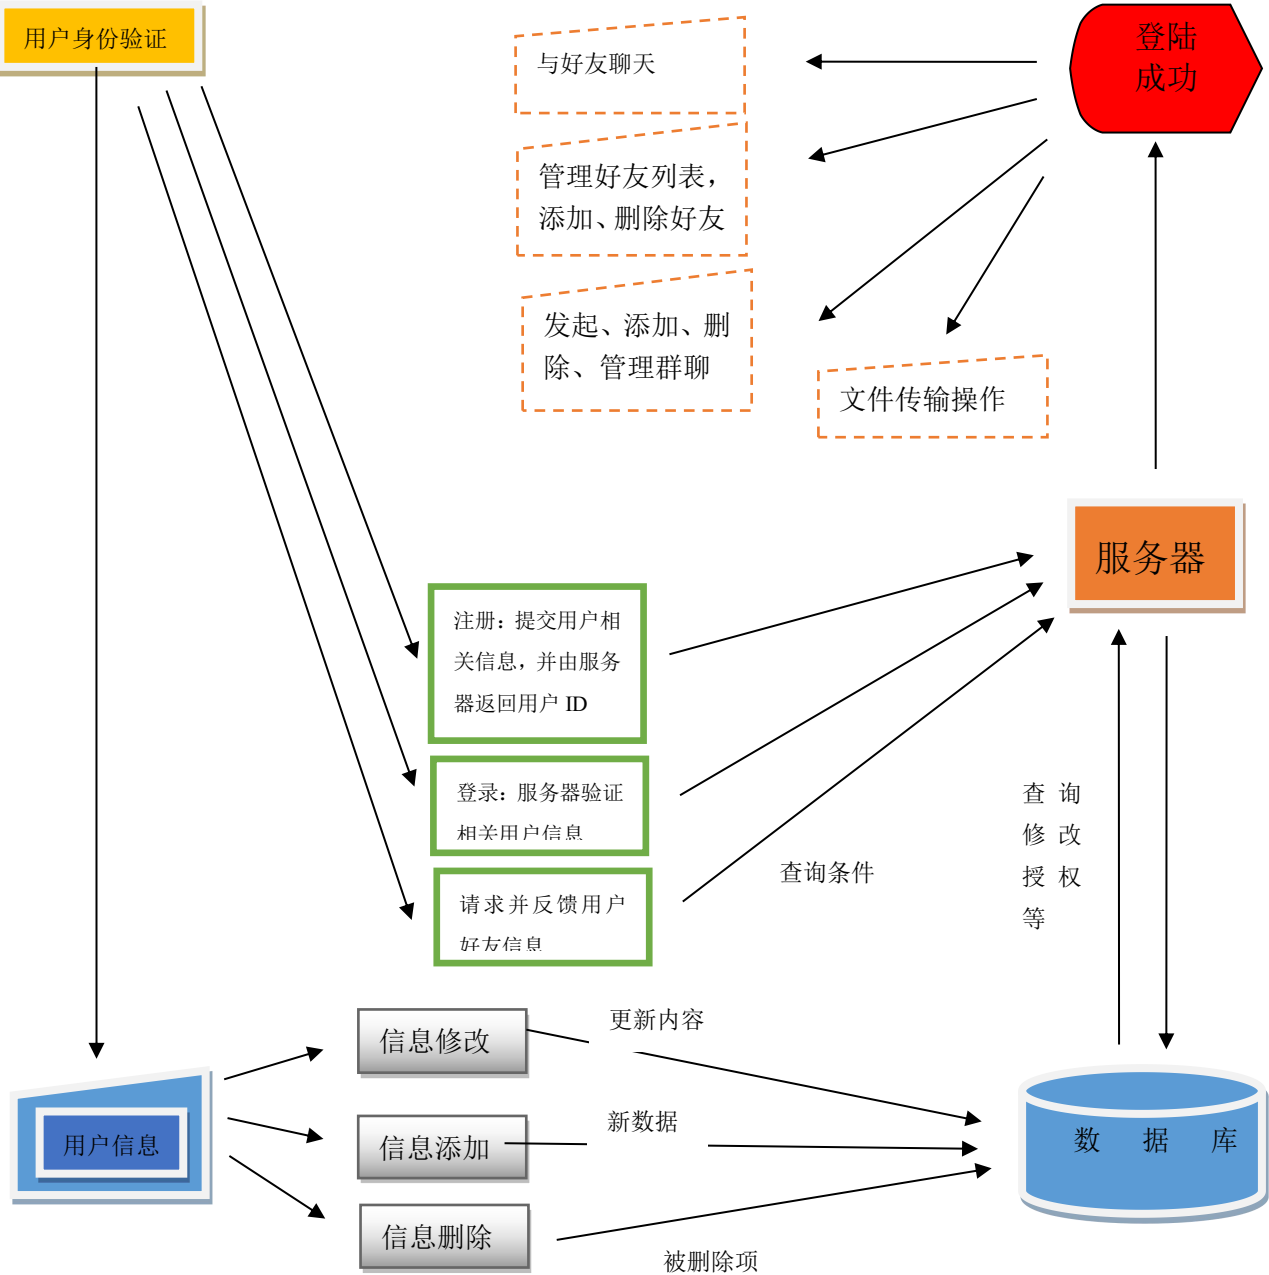 用户身份验证
与好友聊天
登陆
成功
管理好友列表，
添加、删除好友
发起、添加、删
除、管理群聊
文件传输操作
服务器
注册：提交用户相
关信息，并由服务
器返回用户 ID
登录：服务器验证
相关用户信息
请求并反馈用户
好友信息
查询条件
查 询
修 改
授 权
等
信息修改
更新内容
用户信息
信息添加
新数据
数 据 库
信息删除
被删除项